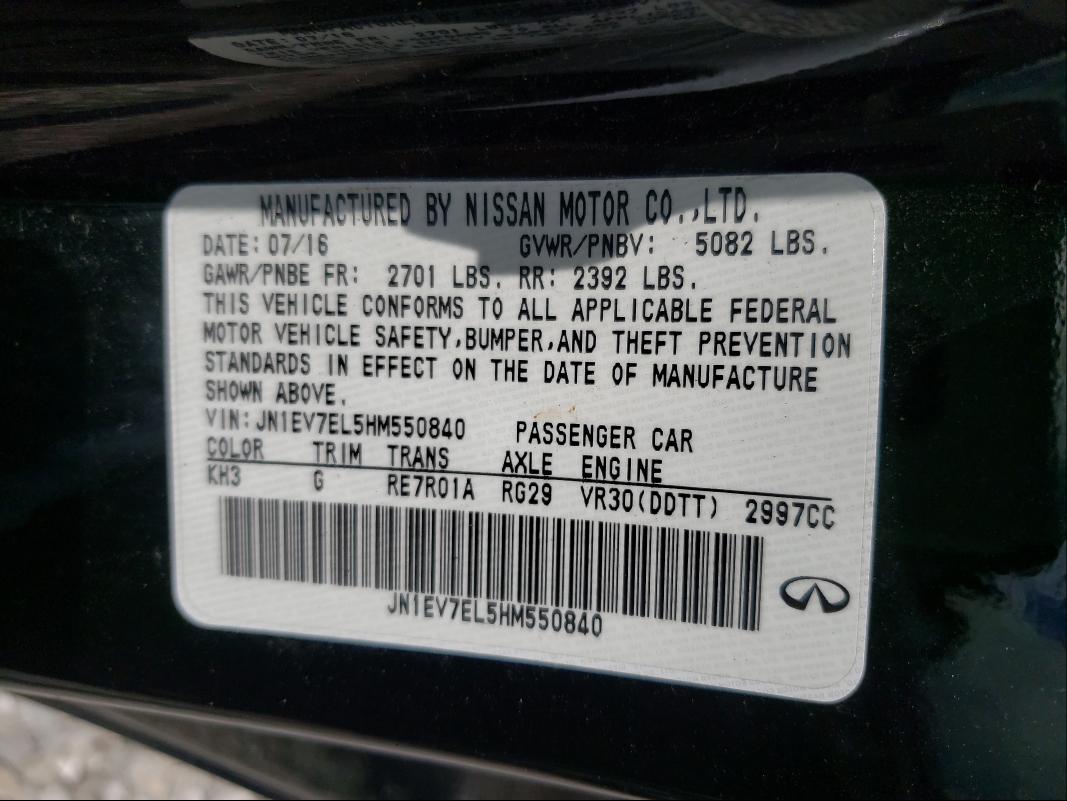 MANUFACTURED BY NISSAN MOTOR CO.,LTD.
DATE: 07/16 GVWR/PNBV: 5082 LBS.
GAWR/PNBE FR: 2701 LBS. RR: 2392 LBS.
THIS VEHICLE CONFORMS TO ALL APPLICABLE FEDERAL
MOTOR VEHICLE SAFETY,BUMPER,AND THEFT PREVENTION
STANDARDS IN EFFECT ON THE DATE OF MANUFACTURE
SHOWN ABOVE.
VIN:JN1EV7EL5HM550840 PASSENGER CAR
COLOR TRIM TRANS AXLE ENGINE
KH3 G RE7R01A RG29 VR30(DDTT) 2997CC
JN1EV7EL5HM550840